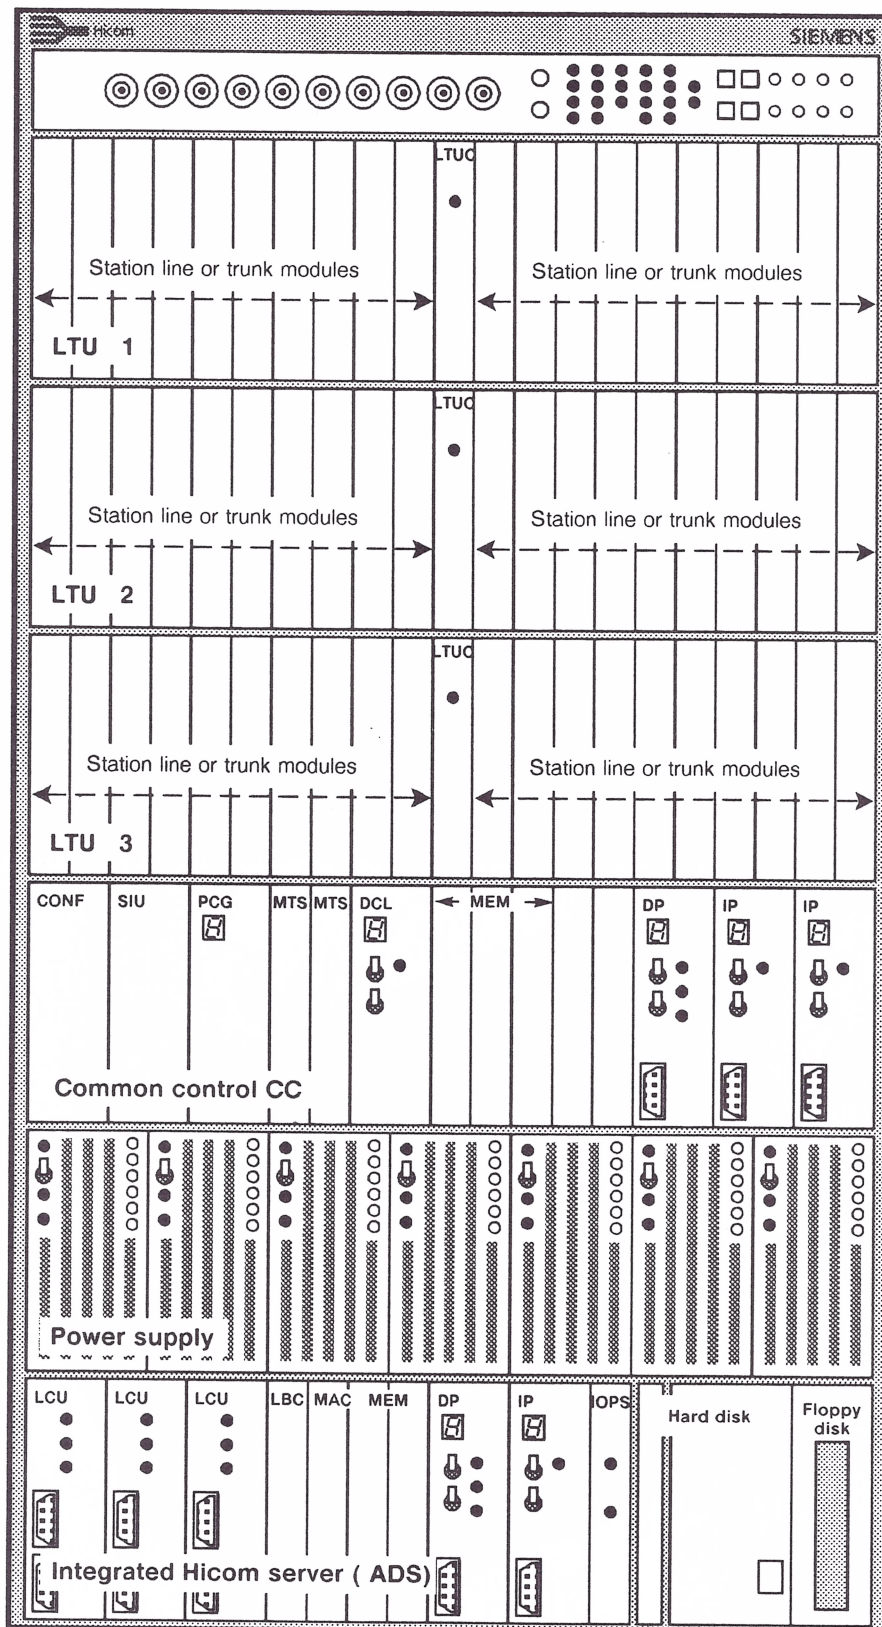 Hicom
SIEMENS
LTUC
Station line or trunk modules
Station line or trunk modules
LTU 1
LTUC
Station line or trunk modules
Station line or trunk modules
LTU 2
LTUC
Station line or trunk modules
Station line or trunk modules
LTU 3
CONF SIU PCG MTS MTS DCL MEM DP IP IP
Common control CC
Power supply
LCU LCU LCU LBC MAC MEM DP IP IOPS
Hard disk
Floppy
disk
Integrated Hicom server ( ADS)